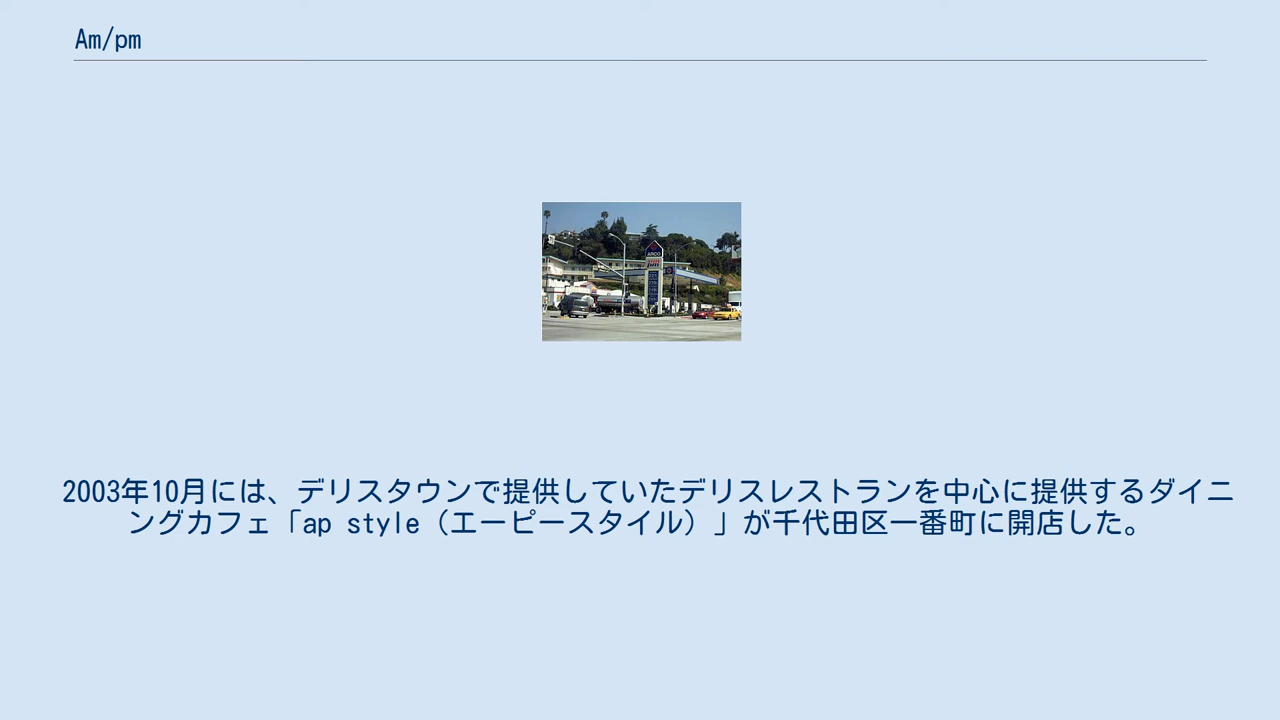 Am/pm
ARCO
2003年10月には、デリスタウンで提供していたデリスレストランを中心に提供するダイニ
ングカフェ「ap style（エーピースタイル）」が千代田区一番町に開店した。